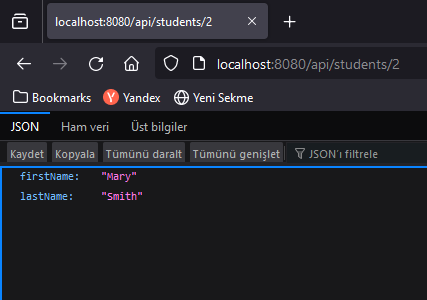 localhost:8080/api/students/2
localhost:8080/api/students/2
Bookmarks Yandex Yeni Sekme
JSON Ham veri Üst bilgiler
Kaydet Kopyala Tümünü daralt Tümünü genişlet JSON'ı filtrele
firstName: "Mary"
lastName: "Smith"